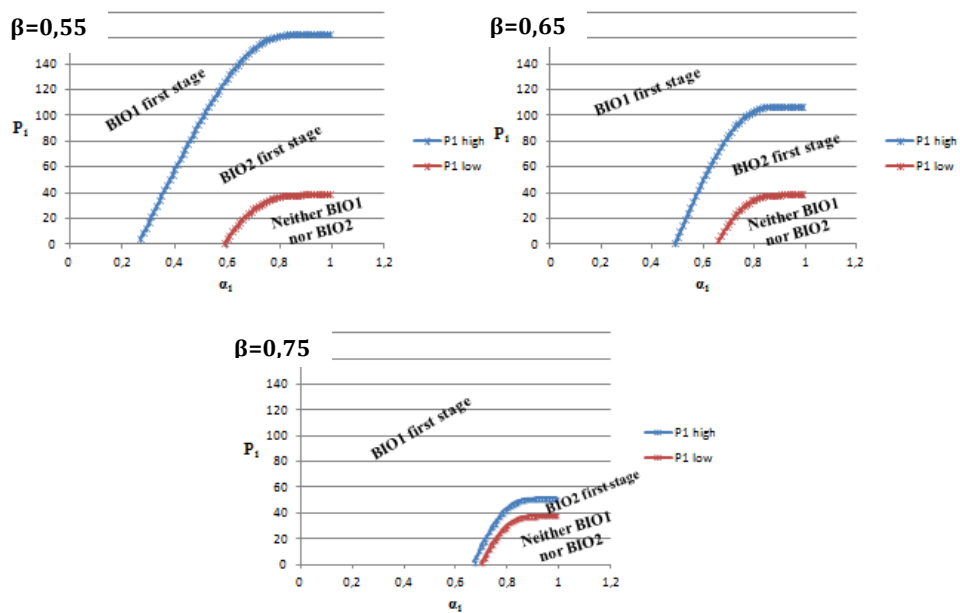 β=0,55
140
120
100
80
60
40
20
0
P₁
0
0,2
0,4
0,6
0,8
1
1,2
α₁
BIO1 first stage
BIO2 first stage
Neither BIO1
nor BIO2
P1 high
P1 low
β=0,65
140
120
100
80
60
40
20
0
P₁
0
0,2
0,4
0,6
0,8
1
1,2
α₁
BIO1 first stage
BIO2 first stage
Neither BIO1
nor BIO2
P1 high
P1 low
β=0,75
140
120
100
80
60
40
20
0
P₁
0
0,2
0,4
0,6
0,8
1
1,2
α₁
BIO1 first stage
BIO2 first stage
Neither BIO1
nor BIO2
P1 high
P1 low